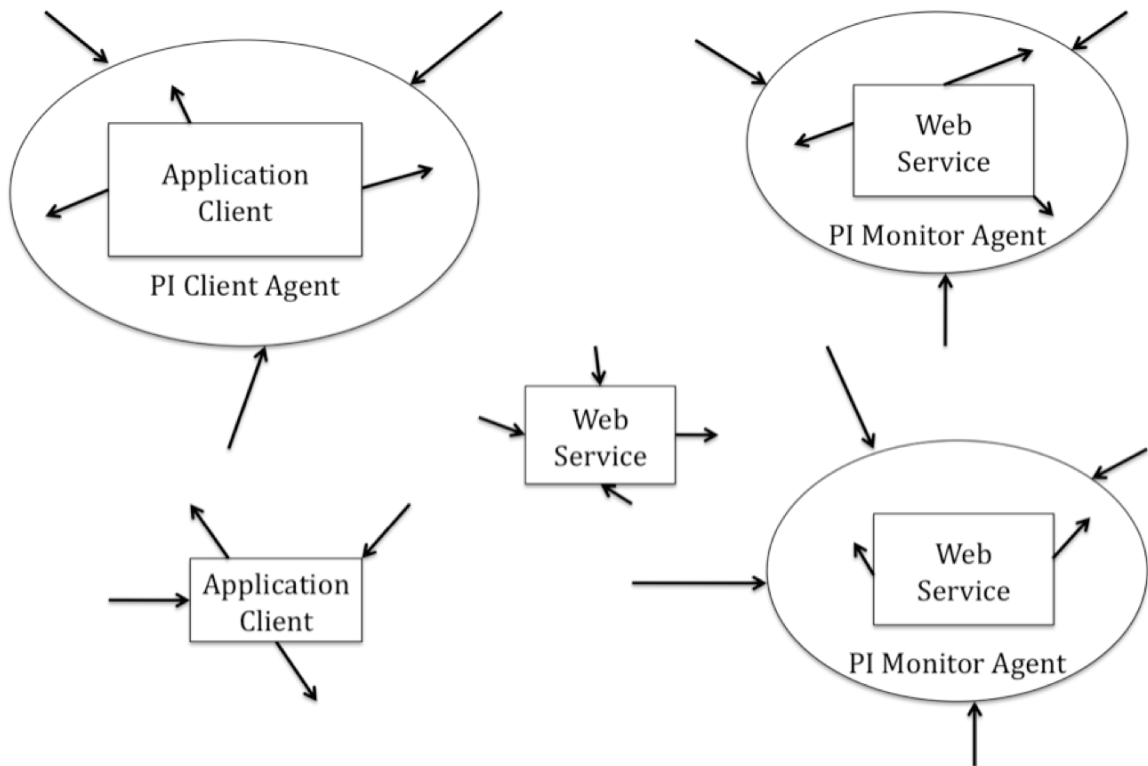 Application
Client
PI Client Agent
Web
Service
PI Monitor Agent
Web
Service
Application
Client
Web
Service
PI Monitor Agent